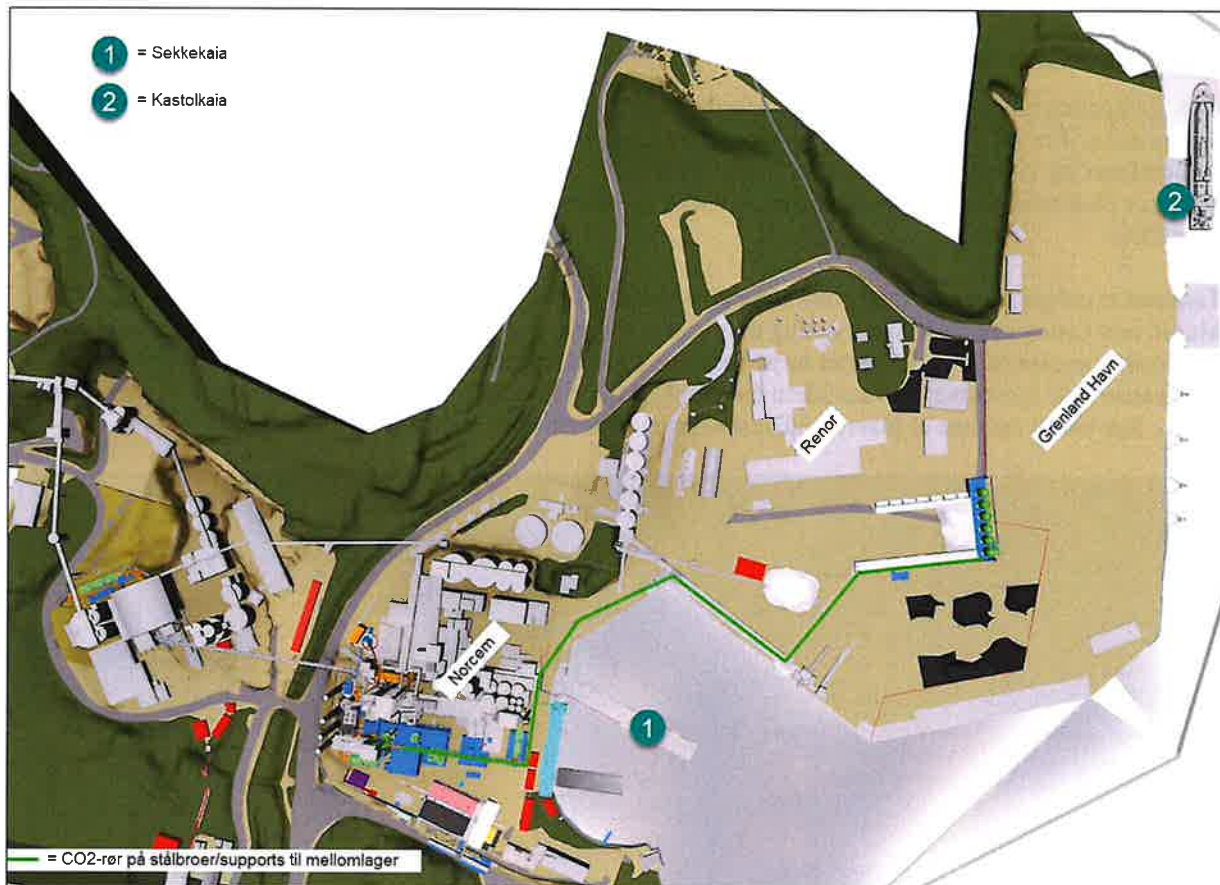 1 = Sekkekaia
2 = Kastolkaia
2
Grenland Havn
Renor
Norcem
1
= CO2-rør på stålbroer/supports til mellomlager